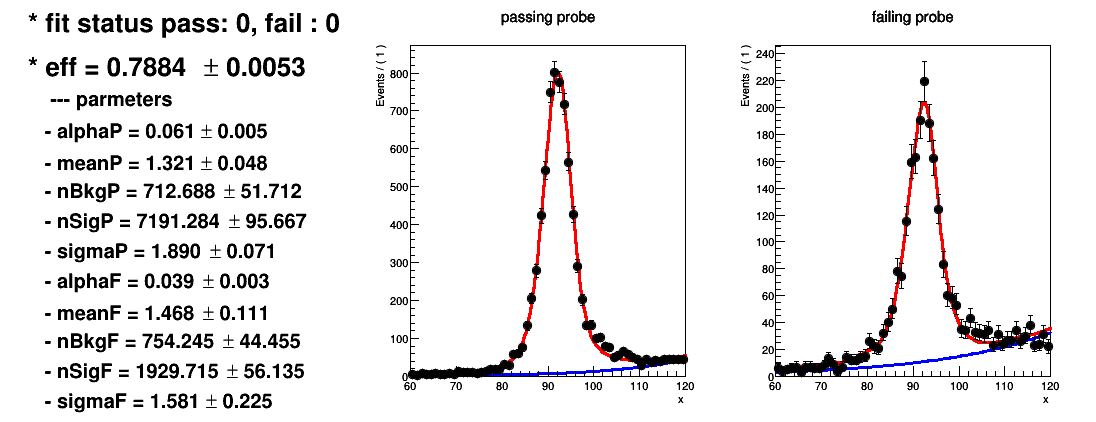 * fit status pass: 0, fail : 0
* eff = 0.7884 ± 0.0053
--- parmeters
- alphaP = 0.061 ± 0.005
- meanP = 1.321 ± 0.048
- nBkgP = 712.688 ± 51.712
- nSigP = 7191.284 ± 95.667
- sigmaP = 1.890 ± 0.071
- alphaF = 0.039 ± 0.003
- meanF = 1.468 ± 0.111
- nBkgF = 754.245 ± 44.455
- nSigF = 1929.715 ± 56.135
- sigmaF = 1.581 ± 0.225
passing probe
Events / ( 1 )
800
700
600
500
400
300
200
100
0
60 70 80 90 100 110 120
x
failing probe
Events / ( 1 )
240
220
200
180
160
140
120
100
80
60
40
20
0
60 70 80 90 100 110 120
x